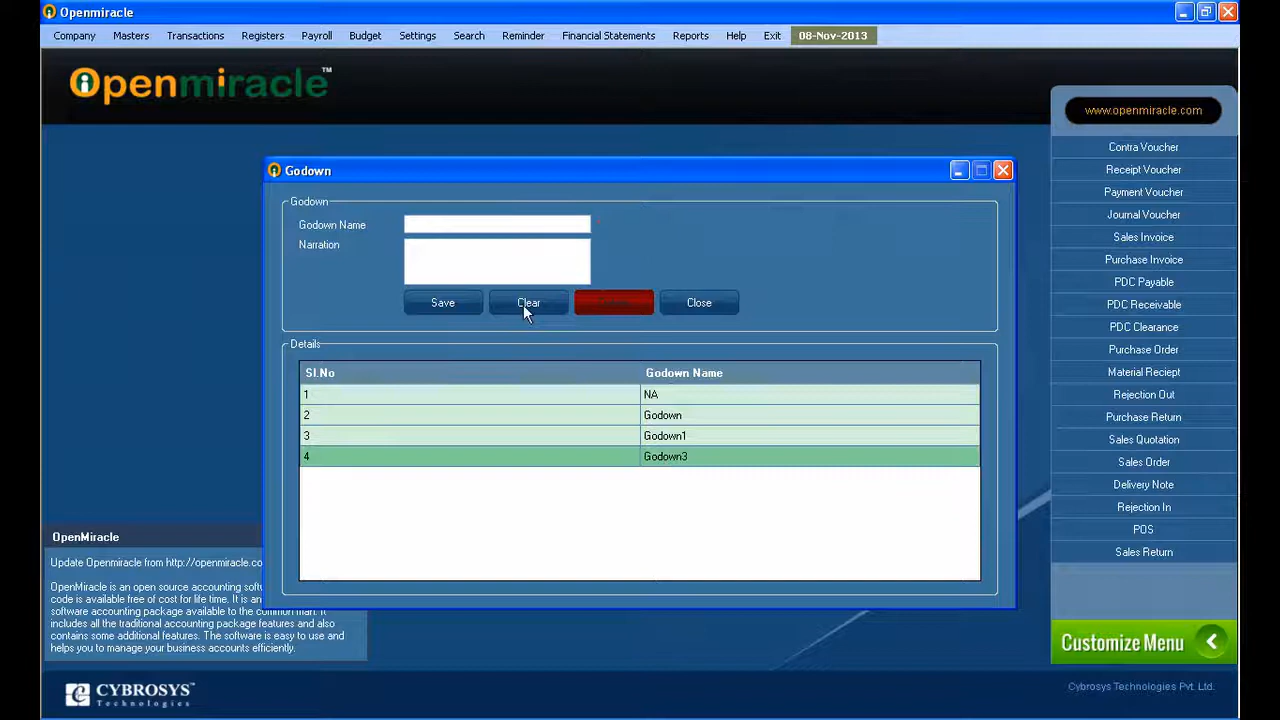 Openmiracle
Company Masters Transactions Registers Payroll Budget Settings Search Reminder Financial Statements Reports Help Exit 08-Nov-2013
Openmiracle™
www.openmiracle.com
Contra Voucher
Receipt Voucher
Payment Voucher
Journal Voucher
Sales Invoice
Purchase Invoice
PDC Payable
PDC Receivable
PDC Clearance
Purchase Order
Material Reciept
Rejection Out
Purchase Return
Sales Quotation
Sales Order
Delivery Note
Rejection In
POS
Sales Return
Customize Menu
Godown
Godown
Godown Name *
Narration
Save Clear Close
Details
Sl.No Godown Name
1 NA
2 Godown
3 Godown1
4 Godown3
OpenMiracle
Update Openmiracle from http://openmiracle.co
OpenMiracle is an open source accounting soft
code is available free of cost for life time. It is an
software accounting package available to the common mart. It
includes all the traditional accounting package features and also
contains some additional features. The software is easy to use and
helps you to manage your business accounts efficiently.
CYBROSYS™
Technologies
Cybrosys Technologies Pvt. Ltd.